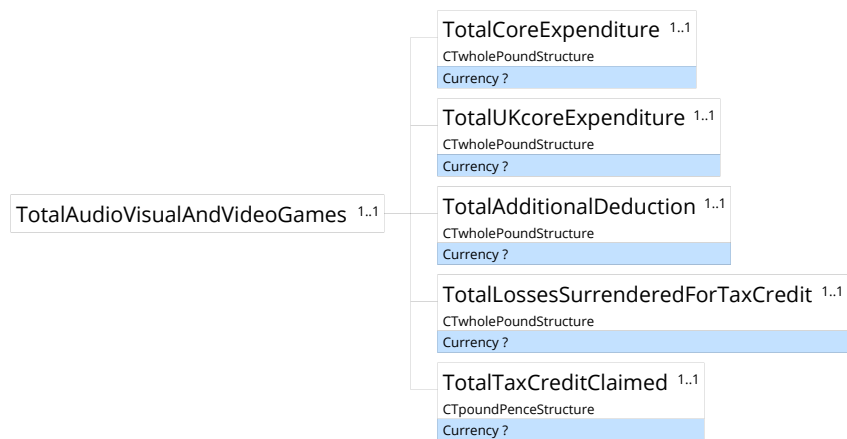 TotalCoreExpenditure 1..1
CTwholePoundStructure
Currency ?
TotalUKcoreExpenditure 1..1
CTwholePoundStructure
Currency ?
TotalAudioVisualAndVideoGames 1..1
TotalAdditionalDeduction 1..1
CTwholePoundStructure
Currency ?
TotalLossesSurrenderedForTaxCredit 1..1
CTwholePoundStructure
Currency ?
TotalTaxCreditClaimed 1..1
CTpoundPenceStructure
Currency ?